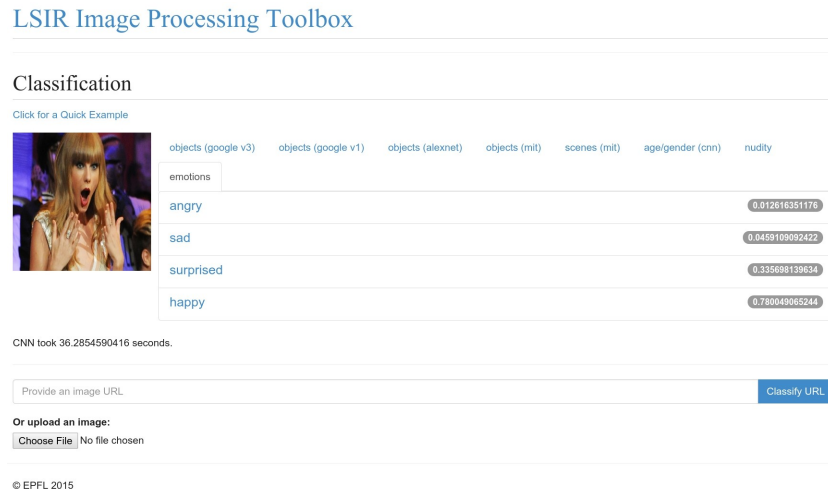 LSIR Image Processing Toolbox
Classification
Click for a Quick Example
objects (google v3) objects (google v1) objects (alexnet) objects (mit) scenes (mit) age/gender (cnn) nudity
emotions
angry 0.012616351176
sad 0.0459109092422
surprised 0.335698139634
happy 0.780049065244
CNN took 36.2854590416 seconds.
Provide an image URL Classify URL
Or upload an image:
Choose File No file chosen
© EPFL 2015